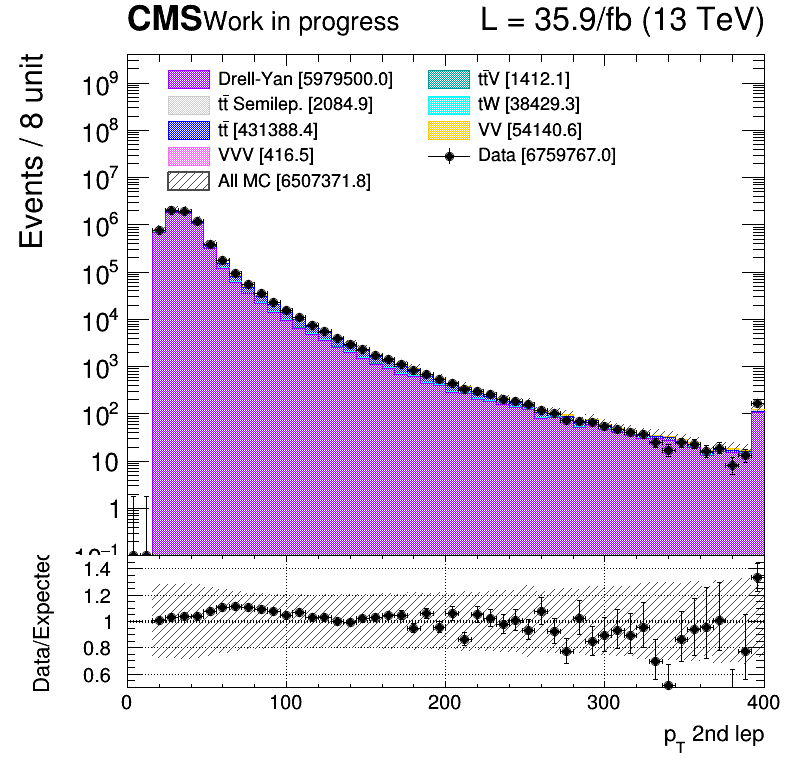 CMS Work in progress L = 35.9/fb (13 TeV)
Events / 8 unit
Drell-Yan [5979500.0]
tt̄ Semilep. [2084.9]
tt̄ [431388.4]
VVV [416.5]
All MC [6507371.8]
tt̄V [1412.1]
tW [38429.3]
VV [54140.6]
Data [6759767.0]
10⁹
10⁸
10⁷
10⁶
10⁵
10⁴
10³
10²
10
1
10⁻¹
Data/Expected
1.4
1.2
1
0.8
0.6
0 100 200 300 400
p_T 2nd lep